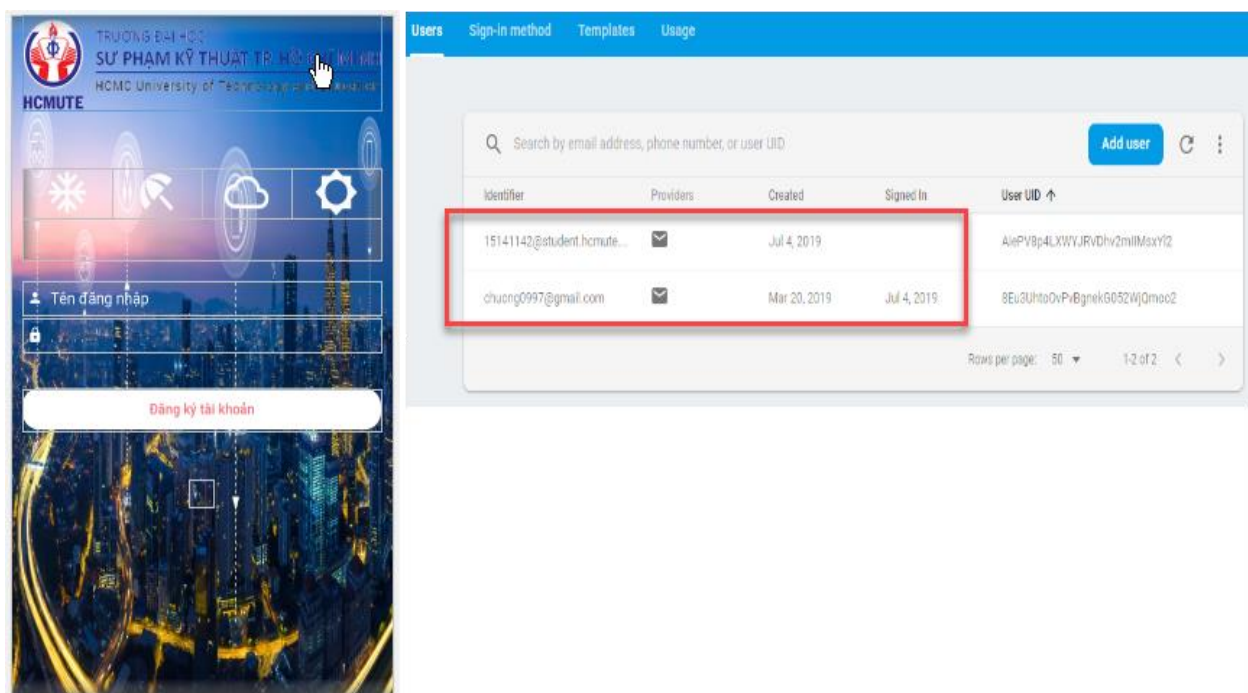 TRƯỜNG ĐẠI HỌC
SƯ PHẠM KỸ THUẬT TP. HỒ
HCMC University of
HCMUTE
Tên đăng nhập
Đăng ký tài khoản
Users Sign-in method Templates Usage
Search by email address, phone number, or user UID
Add user
Identifier Providers Created Signed In User UID ↑
15141142@student.hcmute... Jul 4, 2019
chuong0997@gmail.com Mar 20, 2019 Jul 4, 2019
Rows per page: 50 1-2 of 2